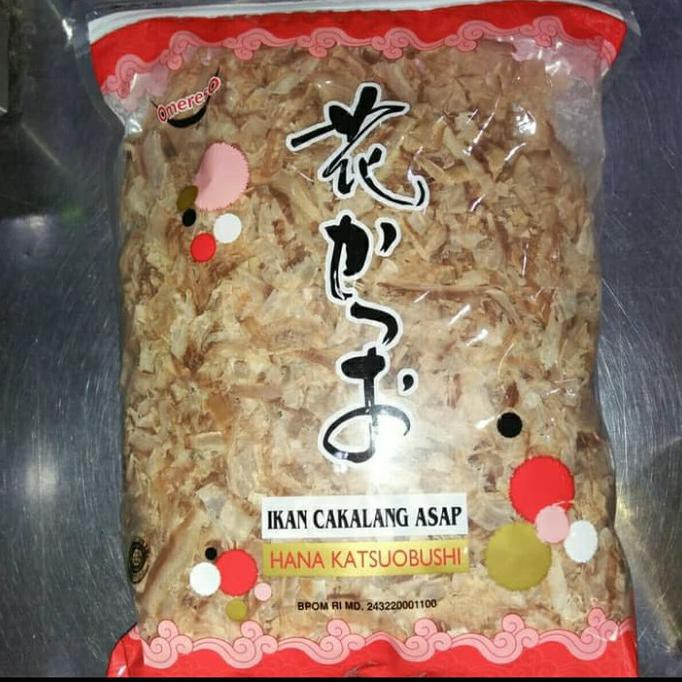 Omereso
花かつお
IKAN CAKALANG ASAP
HANA KATSUOBUSHI
BPOM RI MD. 243220001100